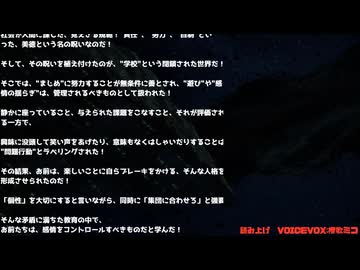 社会が人間に課した、見えざる規範！"責任"、"努力"、"自制"とい
った、美徳という名の呪いなのだ！
そして、その呪いを植え付けたのが、"学校"という閉鎖された世界だ！
そこでは、"まじめ"に努力することが無条件に善とされ、"遊び"や"感
情の揺らぎ"は、管理されるべきものとして扱われた！
静かに座っていること、与えられた課題をこなすこと、それが評価され
る一方で、
興味に没頭して笑い声をあげたり、意味もなくはしゃいだりすることは
"問題行動"とラベリングされた！
その結果、お前は、楽しいことに自らブレーキをかける、そんな人格を
形成させられたのだ！
「個性」を大切にすると言いながら、同時に「集団に合わせろ」と強要
そんな矛盾に満ちた教育の中で、
お前たちは、感情をコントロールすべきものだと学んだ！
読み上げ　VOICEVOX:櫻歌ミコ